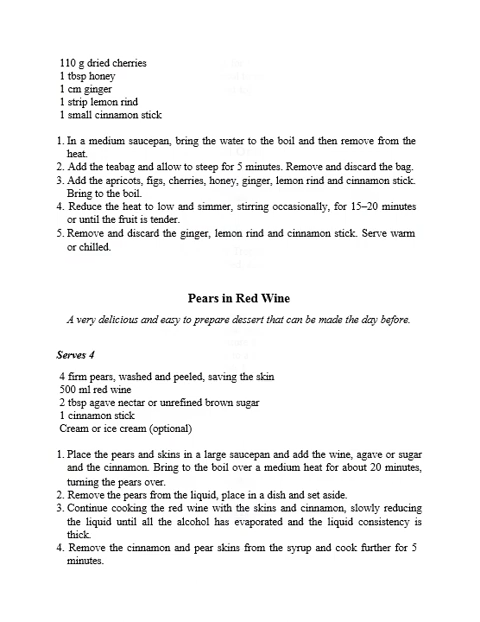 110 g dried cherries
1 tbsp honey
1 cm ginger
1 strip lemon rind
1 small cinnamon stick
1. In a medium saucepan, bring the water to the boil and then remove from the
heat.
2. Add the teabag and allow to steep for 5 minutes. Remove and discard the bag.
3. Add the apricots, figs, cherries, honey, ginger, lemon rind and cinnamon stick.
Bring to the boil.
4. Reduce the heat to low and simmer, stirring occasionally, for 15–20 minutes
or until the fruit is tender.
5. Remove and discard the ginger, lemon rind and cinnamon stick. Serve warm
or chilled.
Pears in Red Wine
A very delicious and easy to prepare dessert that can be made the day before.
Serves 4
4 firm pears, washed and peeled, saving the skin
500 ml red wine
2 tbsp agave nectar or unrefined brown sugar
1 cinnamon stick
Cream or ice cream (optional)
1. Place the pears and skins in a large saucepan and add the wine, agave or sugar
and the cinnamon. Bring to the boil over a medium heat for about 20 minutes,
turning the pears over.
2. Remove the pears from the liquid, place in a dish and set aside.
3. Continue cooking the red wine with the skins and cinnamon, slowly reducing
the liquid until all the alcohol has evaporated and the liquid consistency is
thick.
4. Remove the cinnamon and pear skins from the syrup and cook further for 5
minutes.